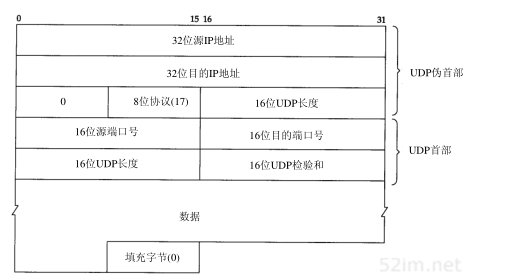 0 15 16 31
32位源IP地址
32位目的IP地址
UDP伪首部
0 8位协议(17) 16位UDP长度
16位源端口号 16位目的端口号
UDP首部
16位UDP长度 16位UDP检验和
数据
填充字节(0)
52im.net